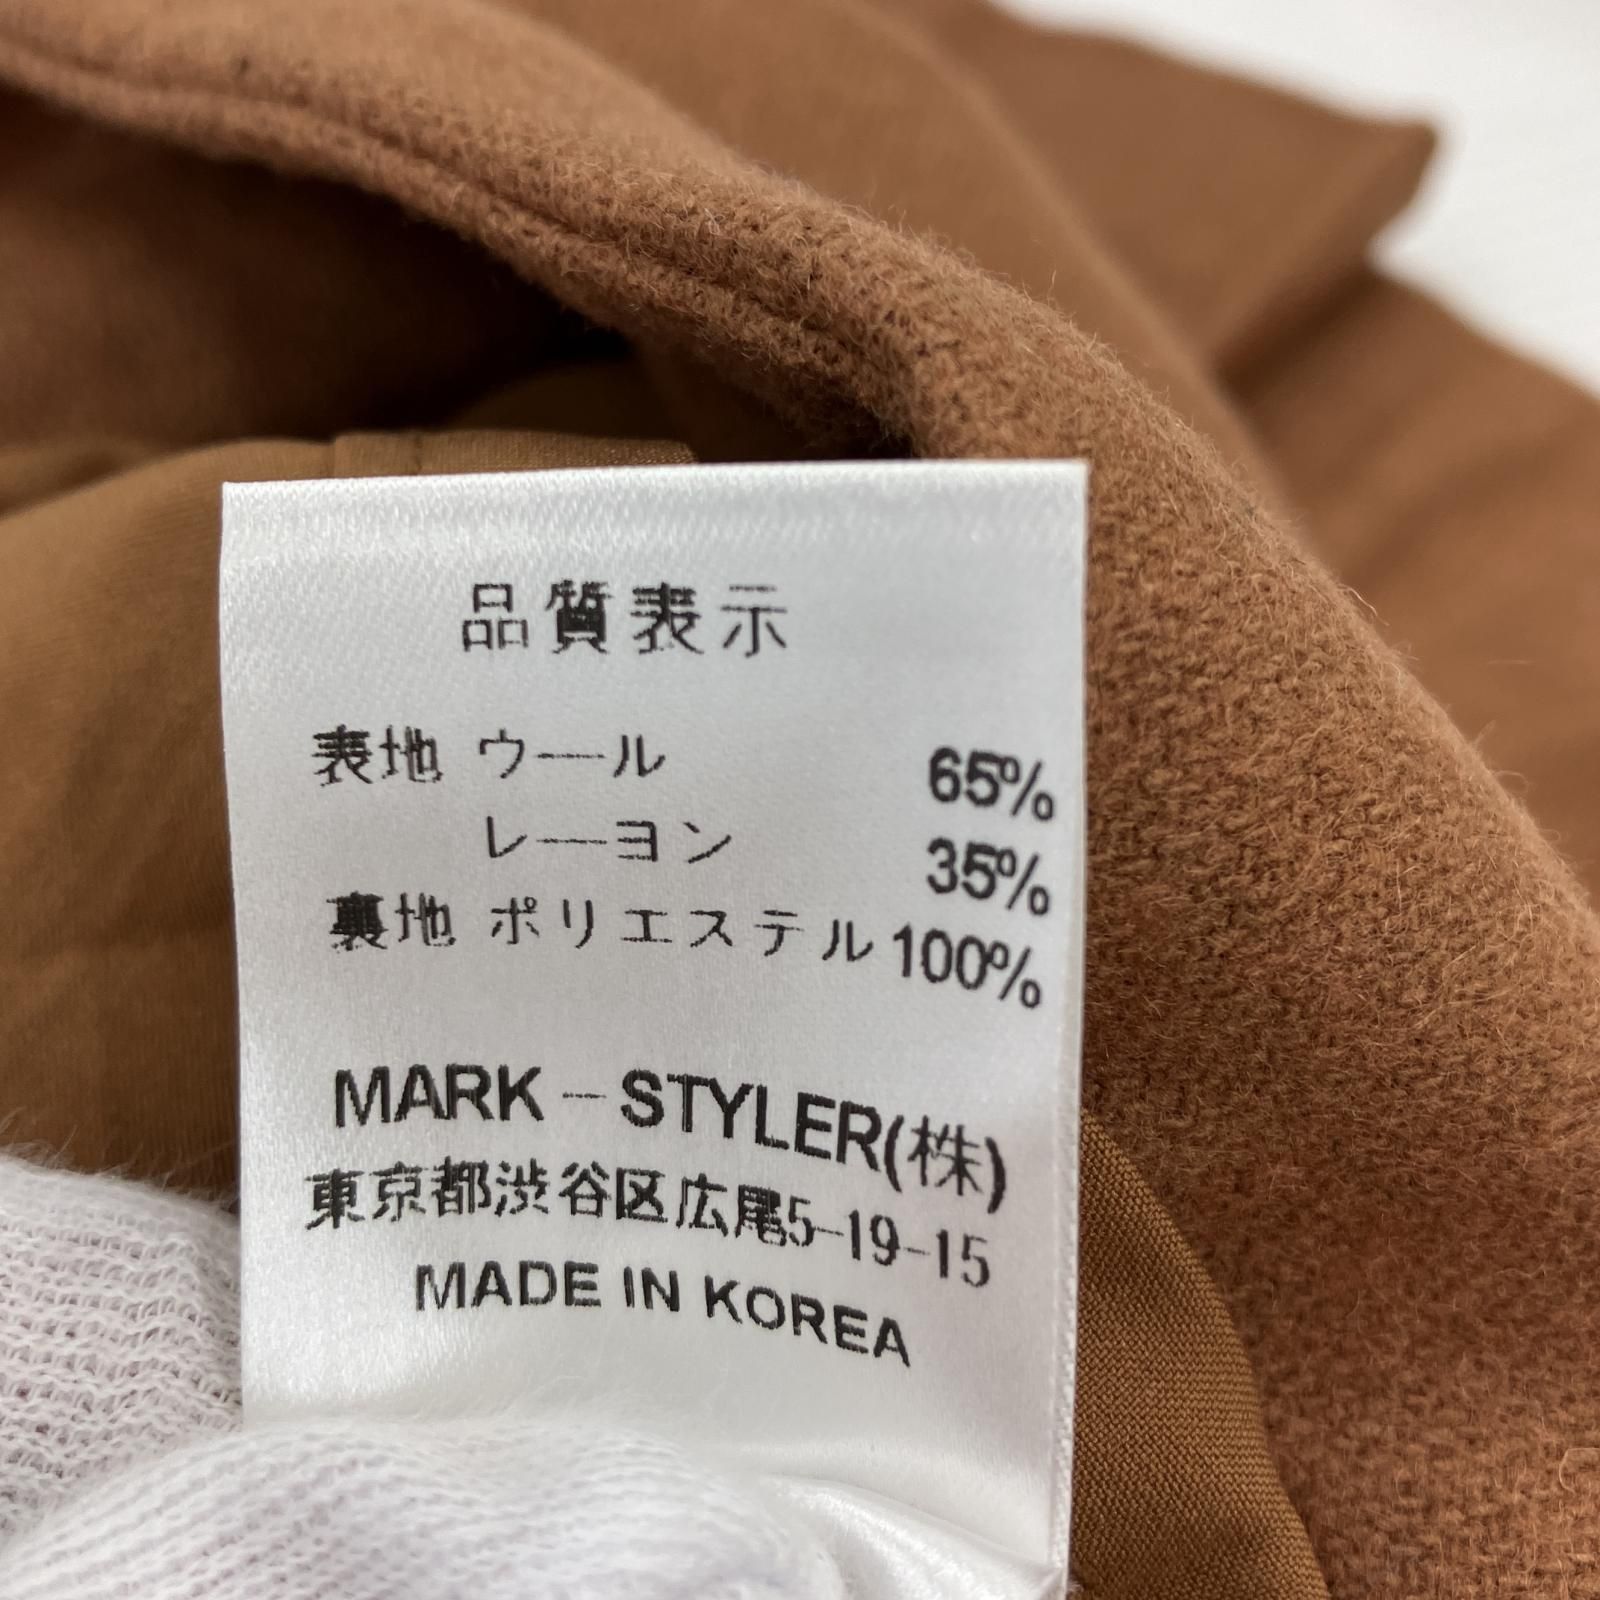 品質表示
表地 ウール 65%
レーヨン 35%
裏地 ポリエステル 100%
MARK-STYLER(株)
東京都渋谷区広尾5-19-15
MADE IN KOREA